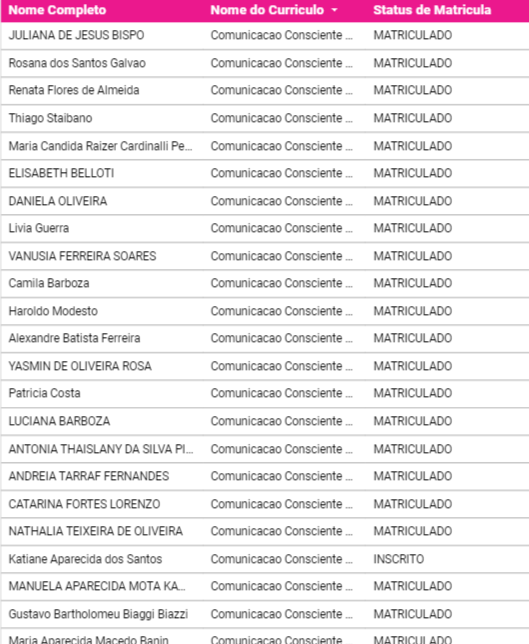 Nome Completo Nome do Curriculo Status de Matricula
JULIANA DE JESUS BISPO Comunicacao Consciente ... MATRICULADO
Rosana dos Santos Galvao Comunicacao Consciente ... MATRICULADO
Renata Flores de Almeida Comunicacao Consciente ... MATRICULADO
Thiago Staibano Comunicacao Consciente ... MATRICULADO
Maria Candida Raizer Cardinalli Pe... Comunicacao Consciente ... MATRICULADO
ELISABETH BELLOTI Comunicacao Consciente ... MATRICULADO
DANIELA OLIVEIRA Comunicacao Consciente ... MATRICULADO
Livia Guerra Comunicacao Consciente ... MATRICULADO
VANUSIA FERREIRA SOARES Comunicacao Consciente ... MATRICULADO
Camila Barboza Comunicacao Consciente ... MATRICULADO
Haroldo Modesto Comunicacao Consciente ... MATRICULADO
Alexandre Batista Ferreira Comunicacao Consciente ... MATRICULADO
YASMIN DE OLIVEIRA ROSA Comunicacao Consciente ... MATRICULADO
Patricia Costa Comunicacao Consciente ... MATRICULADO
LUCIANA BARBOZA Comunicacao Consciente ... MATRICULADO
ANTONIA THAISLANY DA SILVA PI... Comunicacao Consciente ... MATRICULADO
ANDREIA TARRAF FERNANDES Comunicacao Consciente ... MATRICULADO
CATARINA FORTES LORENZO Comunicacao Consciente ... MATRICULADO
NATHALIA TEIXEIRA DE OLIVEIRA Comunicacao Consciente ... MATRICULADO
Katiane Aparecida dos Santos Comunicacao Consciente ... INSCRITO
MANUELA APARECIDA MOTA KA... Comunicacao Consciente ... MATRICULADO
Gustavo Bartholomeu Biaggi Biazzi Comunicacao Consciente ... MATRICULADO
Maria Aparecida Macedo Banin Comunicacao Consciente ... MATRICULADO